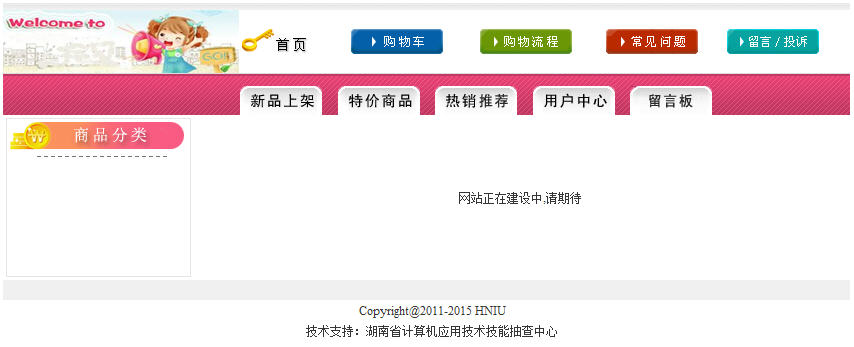 Welcome to
首页
购物车
购物流程
常见问题
留言/投诉
GO
新品上架
特价商品
热销推荐
用户中心
留言板
商品分类
网站正在建设中,请期待
Copyright@2011-2015 HNIU
技术支持：湖南省计算机应用技术技能抽查中心